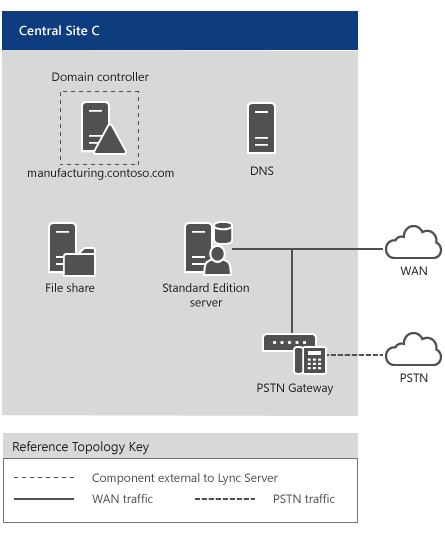 Central Site C
Domain controller
manufacturing.contoso.com
DNS
File share
Standard Edition
server
WAN
PSTN Gateway
PSTN
Reference Topology Key
Component external to Lync Server
WAN traffic
PSTN traffic